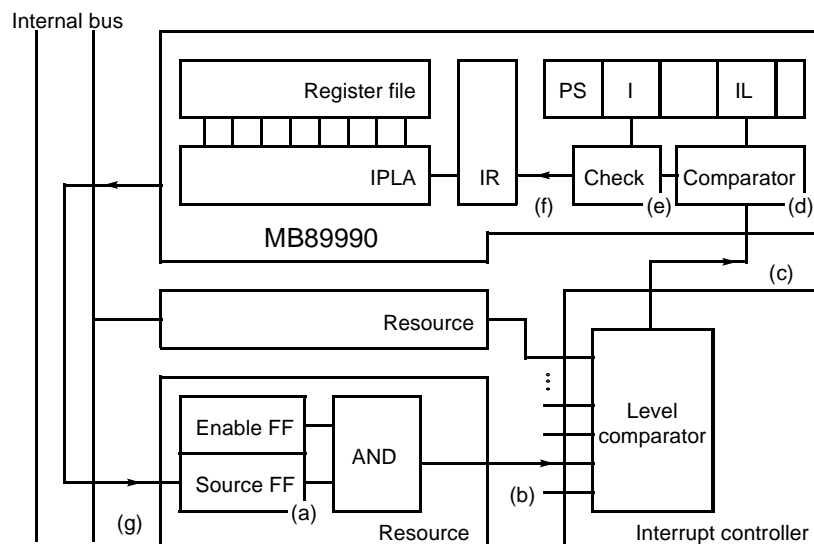 Internal bus
Register file
PS
I
IL
IPLA
IR
Check
Comparator
(f)
(e)
(d)
MB89990
(c)
Resource
...
Level
comparator
Enable FF
AND
Source FF
(a)
(b)
(g)
Resource
Interrupt controller